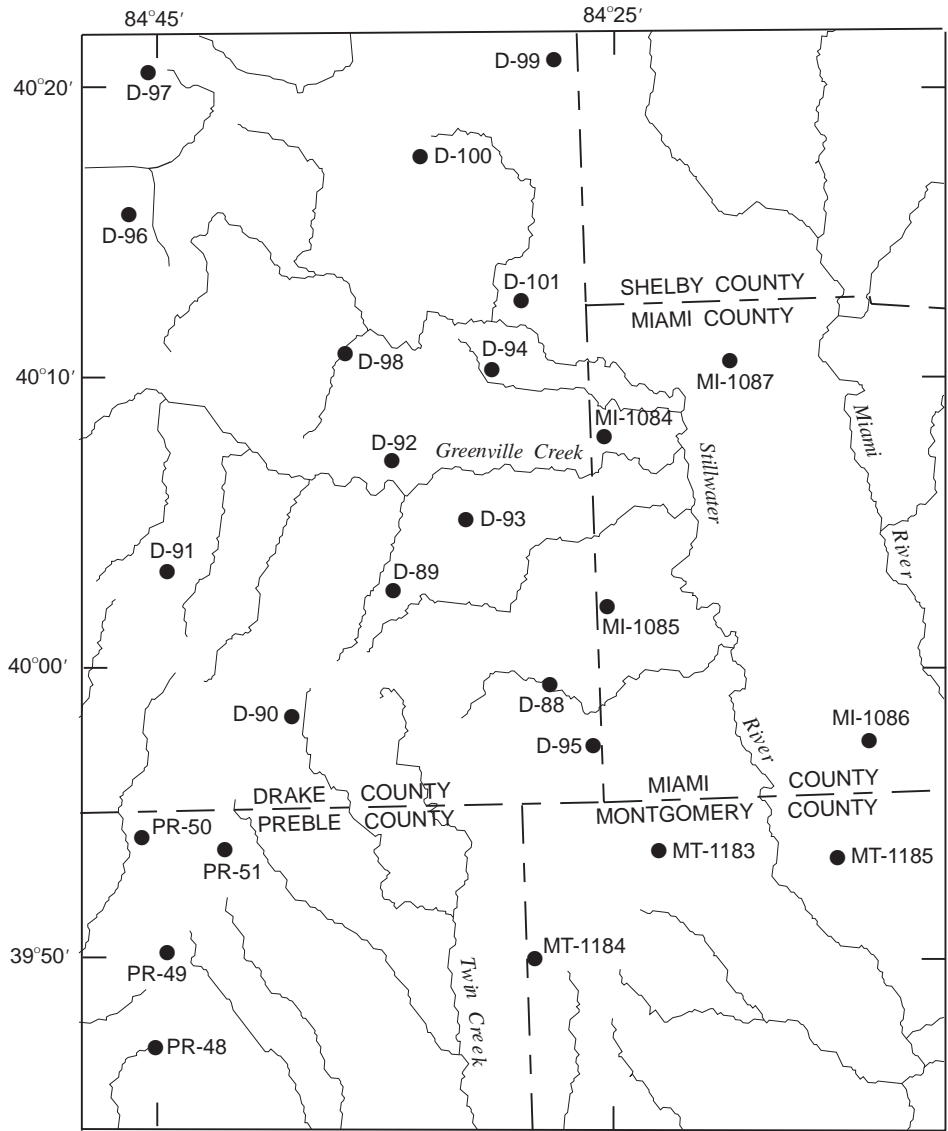 84°45′
84°25′
D-99
40°20′
D-97
D-100
D-96
D-101
SHELBY COUNTY
MIAMI COUNTY
D-94
D-98
MI-1087
40°10′
MI-1084
Miami
D-92
Greenville Creek
Stillwater
D-93
D-91
River
D-89
MI-1085
40°00′
D-88
D-90
MI-1086
River
D-95
DRAKE COUNTY
MIAMI COUNTY
PREBLE COUNTY
MONTGOMERY COUNTY
PR-50
MT-1183
MT-1185
PR-51
MT-1184
39°50′
PR-49
Twin Creek
PR-48